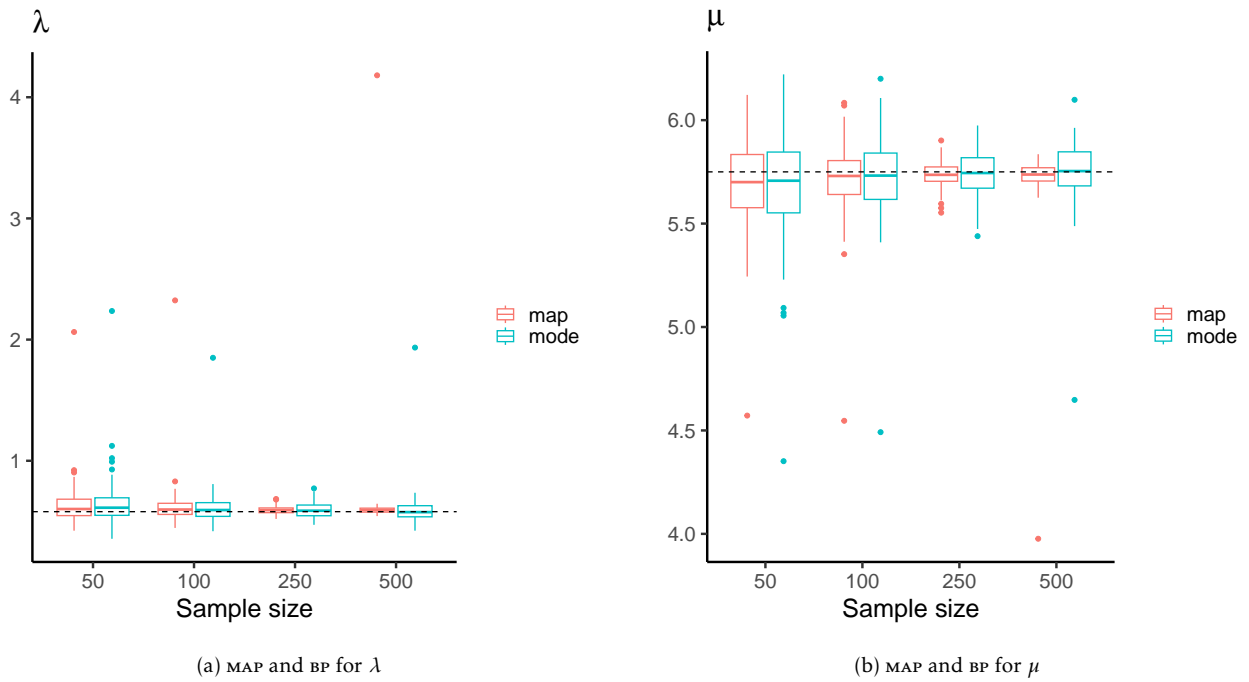 λ
4
3
2
1
50 100 250 500
Sample size
map
mode
(a) MAP and BP for λ
μ
6.0
5.5
5.0
4.5
4.0
50 100 250 500
Sample size
map
mode
(b) MAP and BP for μ